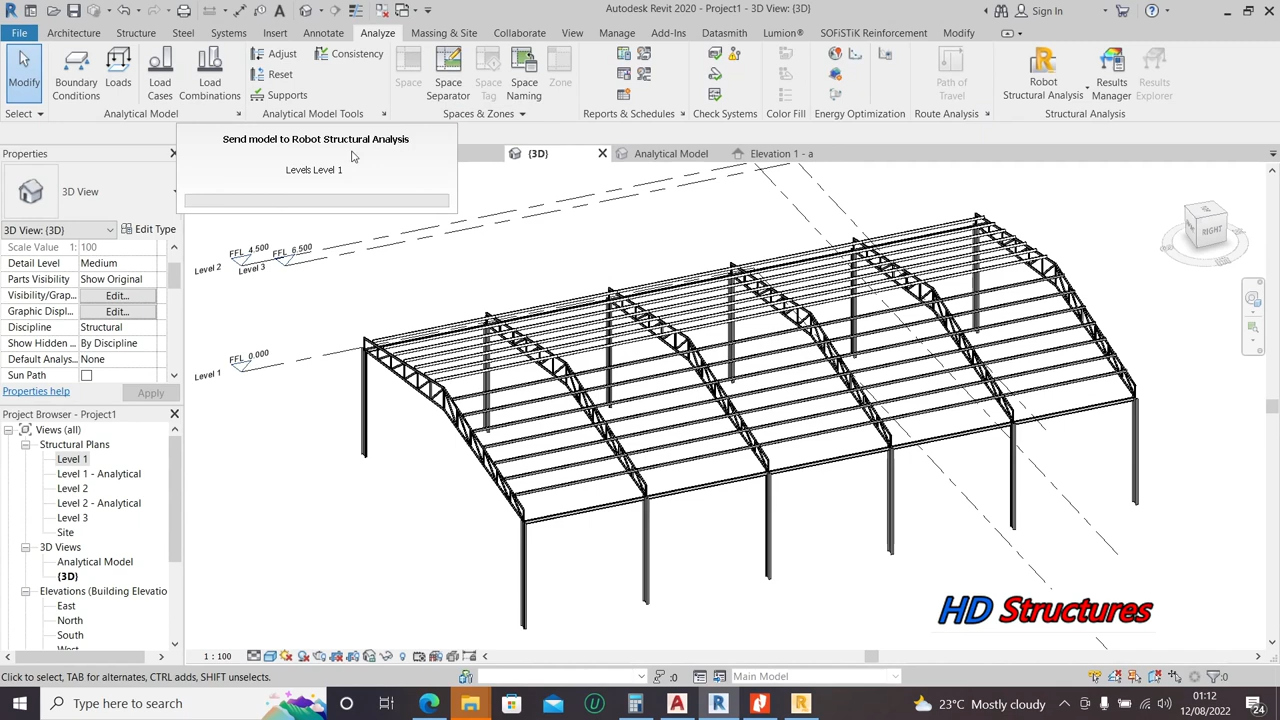 Autodesk Revit 2020 - Project1 - 3D View: {3D}
Sign In
File
Architecture
Structure
Steel
Systems
Insert
Annotate
Analyze
Massing & Site
Collaborate
View
Manage
Add-Ins
Datasmith
Lumion®
SOFiSTiK Reinforcement
Modify
Modify
Boundary
Conditions
Loads
Load
Cases
Load
Combinations
Adjust
Reset
Supports
Consistency
Space
Space
Separator
Space
Tag
Space
Naming
Zone
Path of
Travel
Robot
Structural Analysis
Results
Manager
Results
Explorer
Select
Analytical Model
Analytical Model Tools
Spaces & Zones
Reports & Schedules
Check Systems
Color Fill
Energy Optimization
Route Analysis
Structural Analysis
Send model to Robot Structural Analysis
Levels Level 1
Properties
{3D}
Analytical Model
Elevation 1 - a
3D View
3D View: {3D}
Edit Type
Scale Value 1:
100
Detail Level
Medium
Parts Visibility
Show Original
Visibility/Grap...
Edit...
Graphic Displ...
Edit...
Discipline
Structural
Show Hidden ...
By Discipline
Default Analys...
None
Sun Path
Properties help
Apply
Project Browser - Project1
Views (all)
Structural Plans
Level 1
Level 1 - Analytical
Level 2
Level 2 - Analytical
Level 3
Site
3D Views
Analytical Model
{3D}
Elevations (Building Elevatio
East
North
South
West
FFL 4.500
FFL 6.500
Level 2
Level 3
FFL 0.000
Level 1
RIGHT
HD Structures
1 : 100
Click to select, TAB for alternates, CTRL adds, SHIFT unselects.
:0
Main Model
:0
Type here to search
23°C Mostly cloudy
01:12
12/08/2022
24